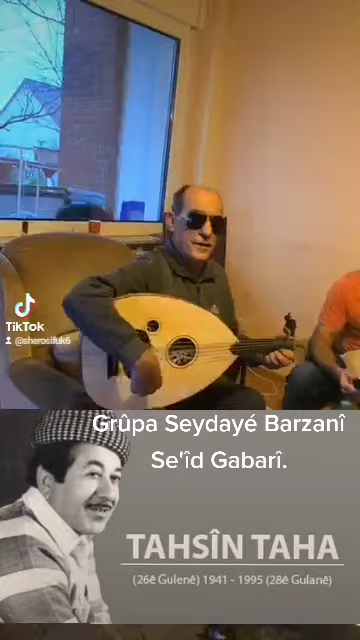 TikTok
@sherosifuk6
Grûpa Seydayé Barzanî
Se'îd Gabarî.
TAHSÎN TAHA
(26ê Gulenê) 1941 - 1995 (28ê Gulanê)